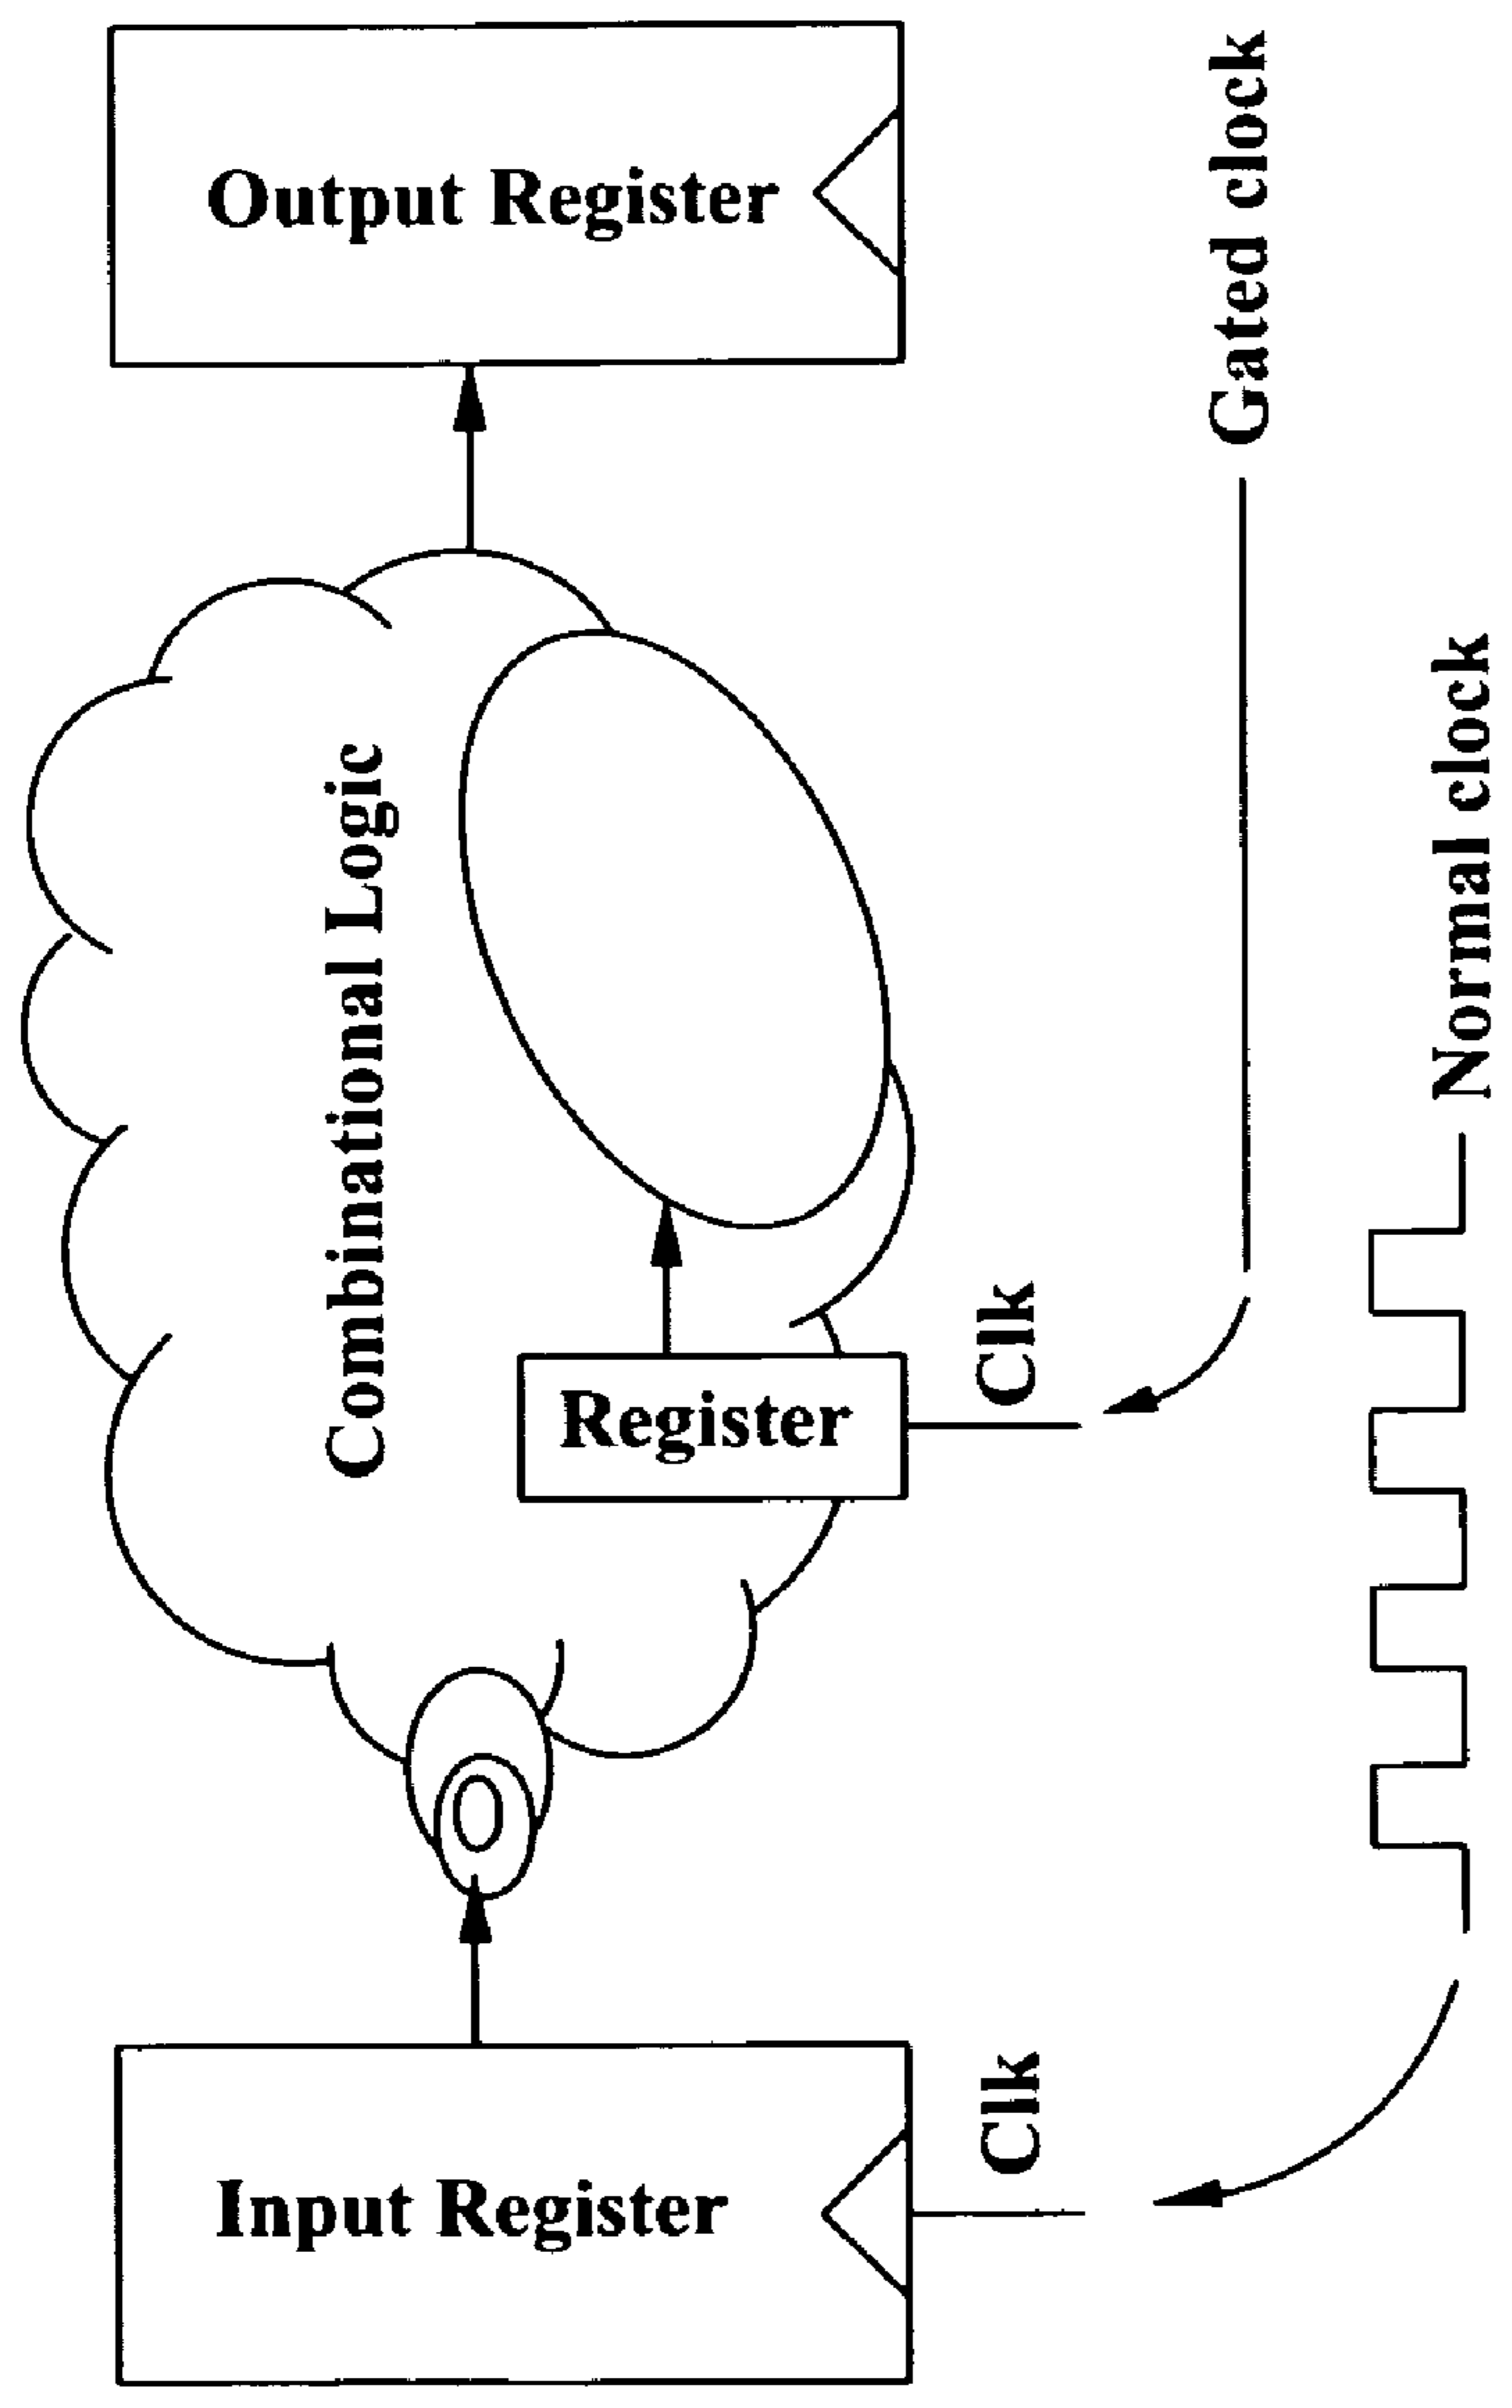 Output Register
Gated clock
Combinational Logic
Normal clock
Register
Clk
Input Register
Clk